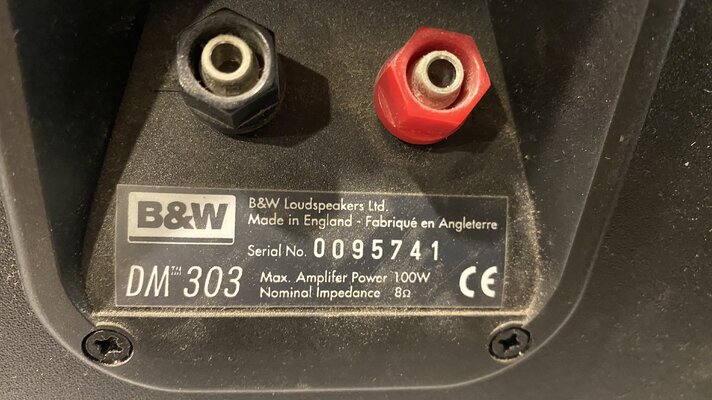 B&W
B&W Loudspeakers Ltd.
Made in England - Fabriqué en Angleterre
Serial No. 0095741
DM™ 303
Max. Amplifer Power 100W
Nominal Impedance 8Ω
CE